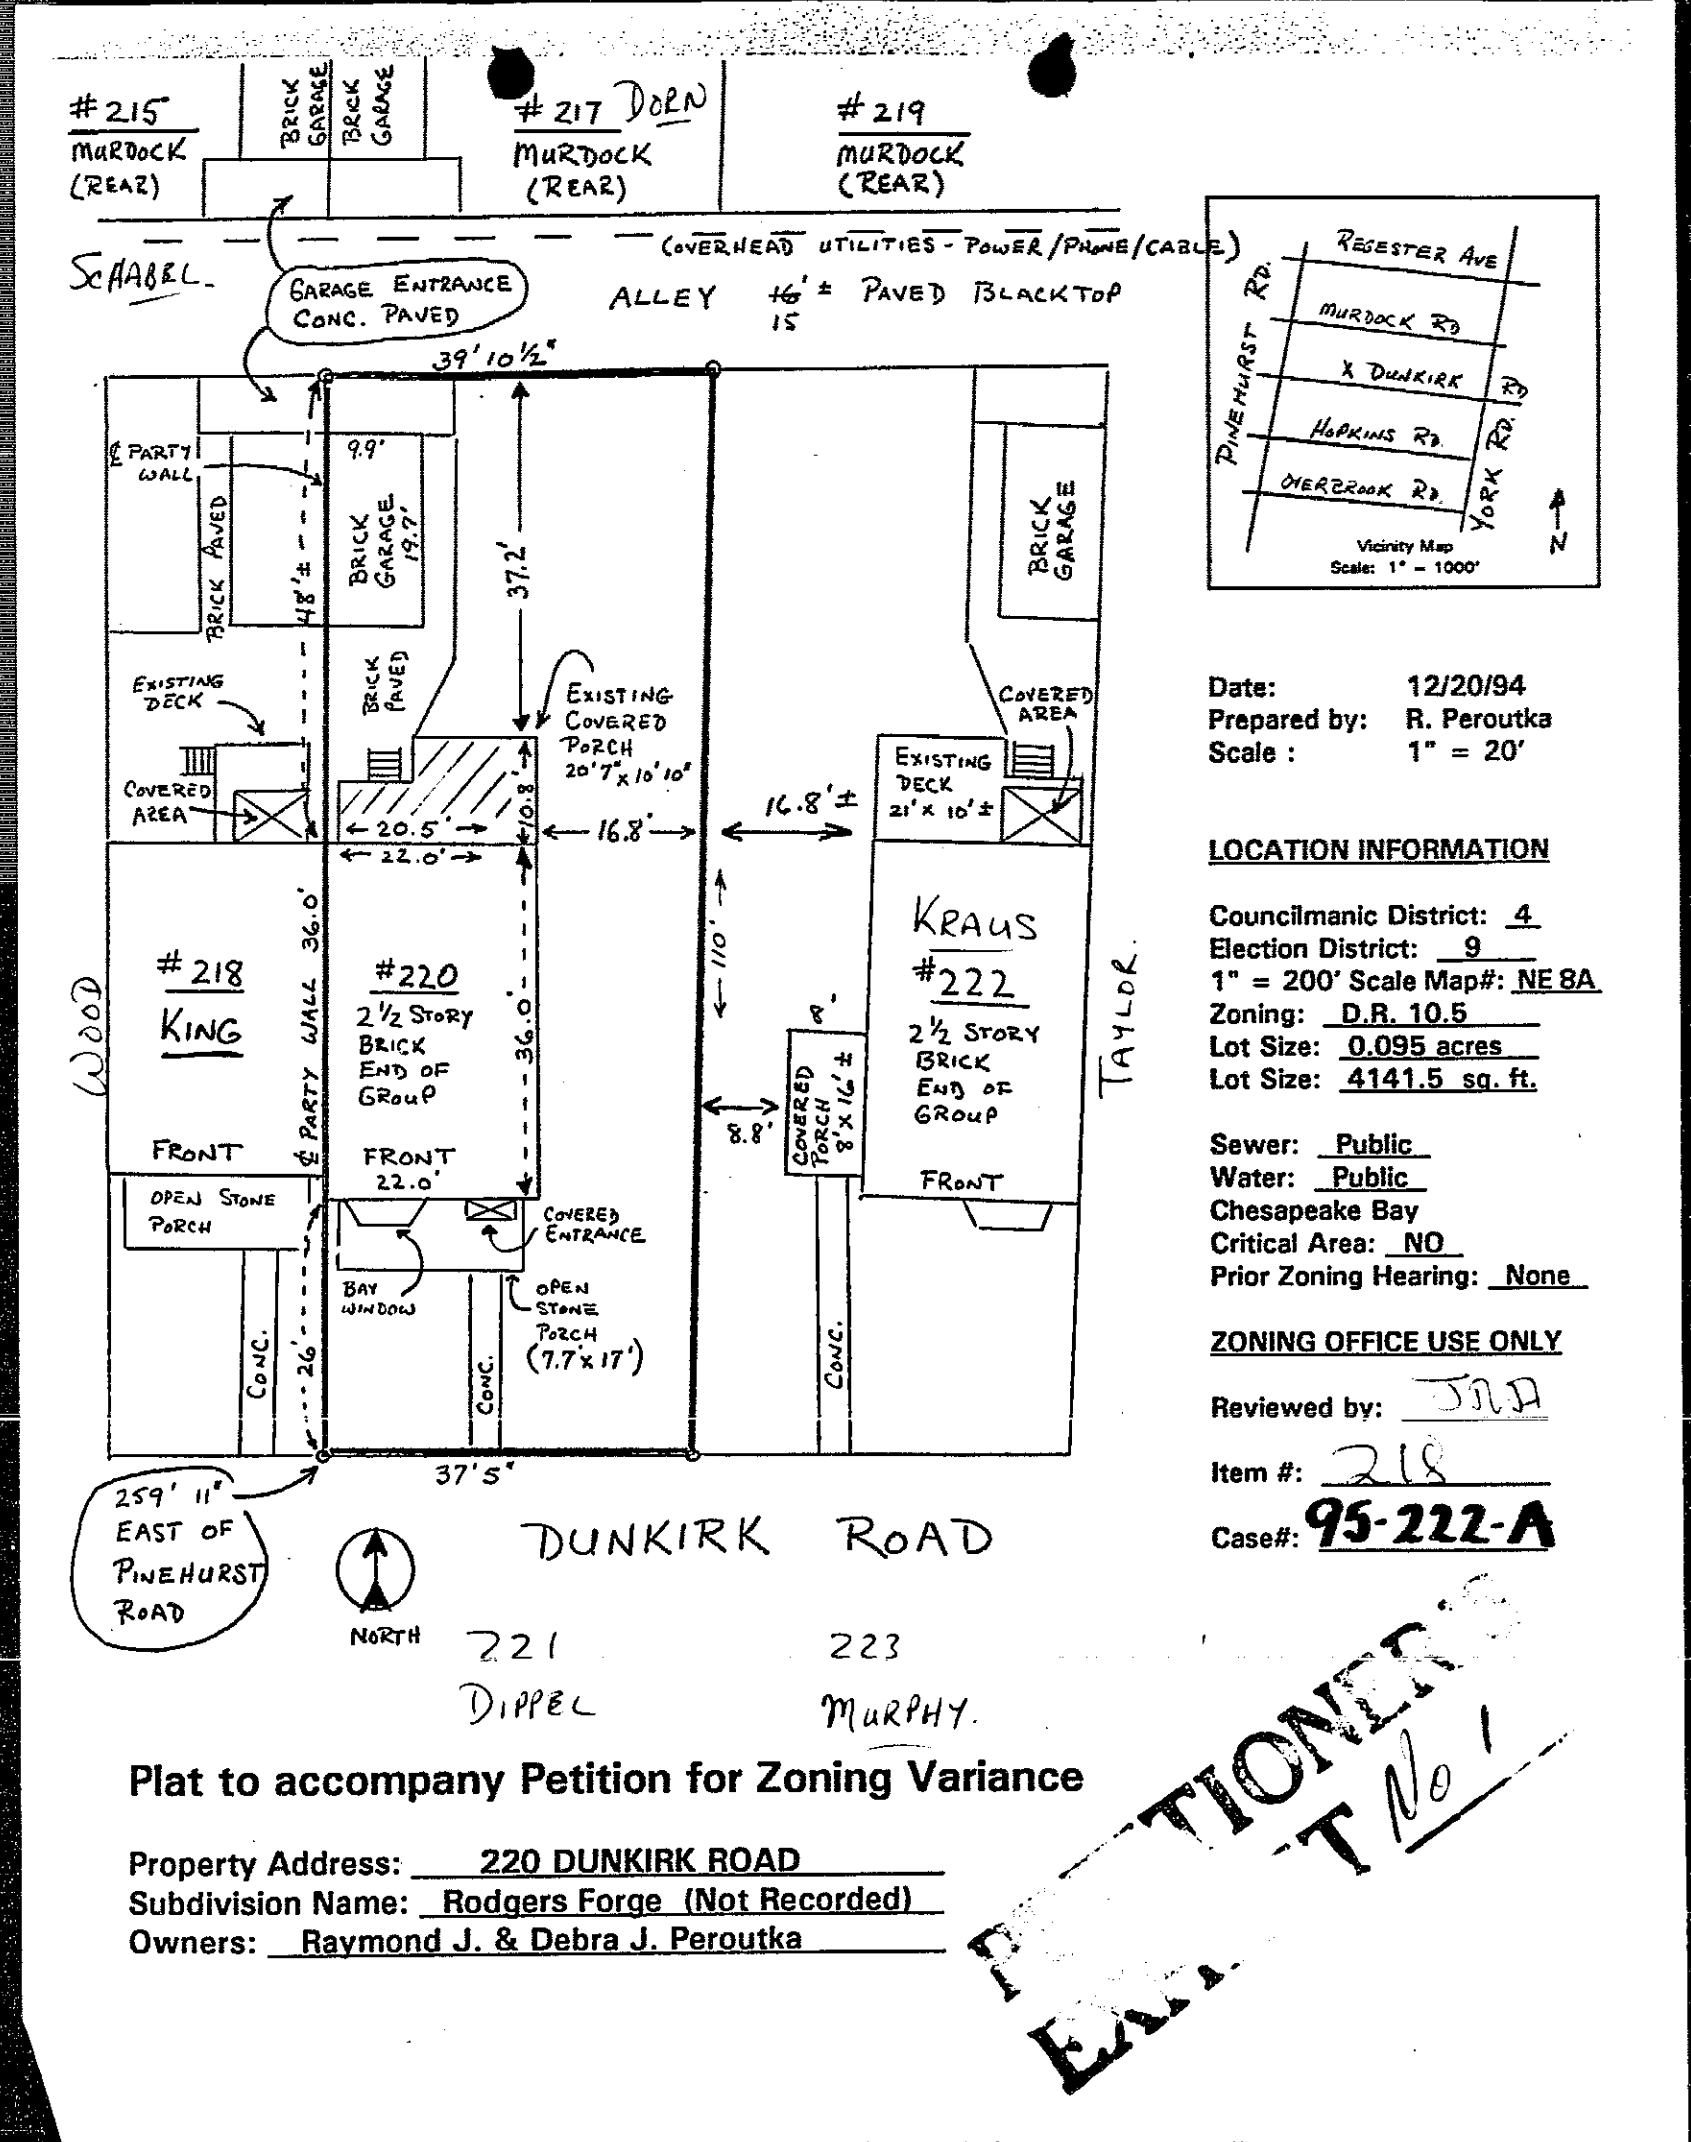 #215
MURDOCK
(REAR)
BRICK
GARAGE
BRICK
GARAGE
#217 DORN
MURDOCK
(REAR)
#219
MURDOCK
(REAR)
(OVERHEAD UTILITIES - POWER/PHONE/CABLE)
SCHABEL
GARAGE ENTRANCE
CONC. PAVED
ALLEY 16' ± PAVED BLACKTOP
15
39' 10 1/2"
REGESTER AVE
MURDOCK RD
X DUNKIRK RD
HOPKINS RD.
OVERBROOK RD.
PINEHURST RD.
YORK RD.
N
Vicinity Map
Scale: 1" = 1000'
℄ PARTY
WALL
9.9'
BRICK
GARAGE
19.7'
BRICK PAVED
48'±
37.2'
BRICK
GARAGE
BRICK
PAVED
EXISTING
DECK
EXISTING
COVERED
PORCH
20'7" x 10'10"
COVERED
AREA
COVERED
AREA
EXISTING
DECK
21' x 10' ±
20.5'
10.8'
22.0'
16.8'
16.8'±
110'
Date: 12/20/94
Prepared by: R. Peroutka
Scale : 1" = 20'
LOCATION INFORMATION
Councilmanic District: 4
Election District: 9
1" = 200' Scale Map#: NE 8A
Zoning: D.R. 10.5
Lot Size: 0.095 acres
Lot Size: 4141.5 sq. ft.
Sewer: Public
Water: Public
Chesapeake Bay
Critical Area: NO
Prior Zoning Hearing: None
ZONING OFFICE USE ONLY
Reviewed by: JRA
Item #: 218
Case#: 95-222-A
WOOD
#218
KING
FRONT
℄ PARTY WALL 36.0'
#220
2 1/2 STORY
BRICK
END OF
GROUP
FRONT
22.0'
36.0'
KRAUS
#222
2 1/2 STORY
BRICK
END OF
GROUP
FRONT
TAYLOR.
8'
COVERED
PORCH
8' x 16' ±
8.8'
OPEN STONE
PORCH
COVERED
ENTRANCE
BAY
WINDOW
OPEN
STONE
PORCH
(7.7' x 17')
CONC.
26'
CONC.
CONC.
37'5"
259' 11"
EAST OF
PINEHURST
ROAD
NORTH
DUNKIRK ROAD
221
DIPPEL
223
MURPHY.
Plat to accompany Petition for Zoning Variance
Property Address: 220 DUNKIRK ROAD
Subdivision Name: Rodgers Forge (Not Recorded)
Owners: Raymond J. & Debra J. Peroutka
No 1